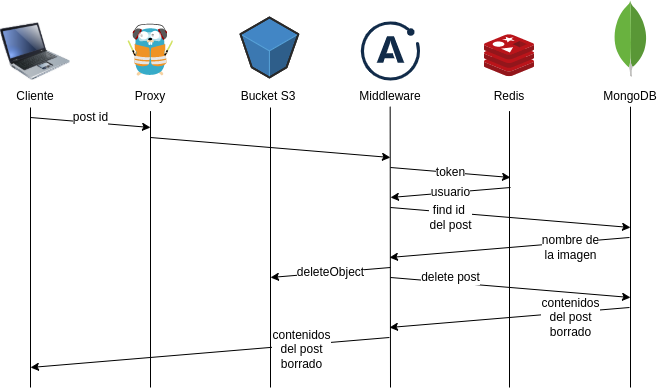 Cliente
Proxy
Bucket S3
Middleware
Redis
MongoDB
post id
token
usuario
find id
del post
nombre de
la imagen
deleteObject
delete post
contenidos
del post
borrado
contenidos
del post
borrado